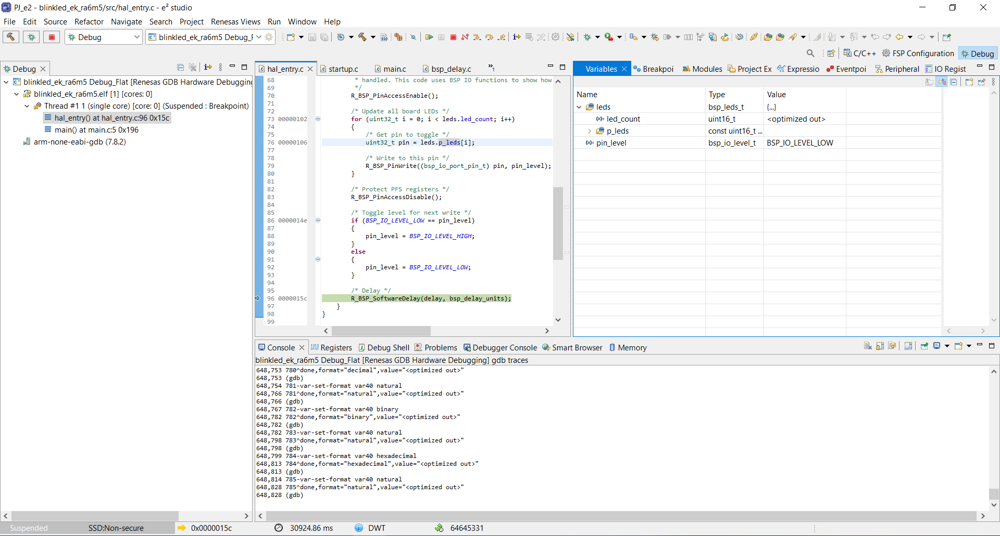 PJ_e2 - blinkled_ek_ra6m5/src/hal_entry.c - e² studio
File Edit Source Refactor Navigate Search Project Renesas Views Run Window Help
Debug blinkled_ek_ra6m5 Debug_F
C/C++ FSP Configuration Debug
Debug
blinkled_ek_ra6m5 Debug_Flat [Renesas GDB Hardware Debugging
blinkled_ek_ra6m5.elf [1] [cores: 0]
Thread #1 1 (single core) [core: 0] (Suspended : Breakpoint)
hal_entry() at hal_entry.c:96 0x15c
main() at main.c:5 0x196
arm-none-eabi-gdb (7.8.2)
hal_entry.c startup.c main.c bsp_delay.c »1
68 * handled. This code uses BSP IO functions to show how
69 */
70 R_BSP_PinAccessEnable();
71
72 /* Update all board LEDs */
73 00000102 for (uint32_t i = 0; i < leds.led_count; i++)
74 {
75 /* Get pin to toggle */
76 00000106 uint32_t pin = leds.p_leds[i];
77
78 /* Write to this pin */
79 R_BSP_PinWrite((bsp_io_port_pin_t) pin, pin_level);
80 }
81
82 /* Protect PFS registers */
83 R_BSP_PinAccessDisable();
84
85 /* Toggle level for next write */
86 0000014e if (BSP_IO_LEVEL_LOW == pin_level)
87 {
88 pin_level = BSP_IO_LEVEL_HIGH;
89 }
90 else
91 {
92 pin_level = BSP_IO_LEVEL_LOW;
93 }
94
95 /* Delay */
96 0000015c R_BSP_SoftwareDelay(delay, bsp_delay_units);
97 }
98 }
99
Variables Breakpoi Modules Project Ex Expressio Eventpoi Peripheral IO Regist
Name Type Value
leds bsp_leds_t {...}
led_count uint16_t <optimized out>
p_leds const uint16_t ...
pin_level bsp_io_level_t BSP_IO_LEVEL_LOW
Console Registers Debug Shell Problems Debugger Console Smart Browser Memory
blinkled_ek_ra6m5 Debug_Flat [Renesas GDB Hardware Debugging] gdb traces
648,753 780^done,format="decimal",value="<optimized out>"
648,753 (gdb)
648,754 781-var-set-format var40 natural
648,766 781^done,format="natural",value="<optimized out>"
648,766 (gdb)
648,767 782-var-set-format var40 binary
648,782 782^done,format="binary",value="<optimized out>"
648,782 (gdb)
648,782 783-var-set-format var40 natural
648,798 783^done,format="natural",value="<optimized out>"
648,798 (gdb)
648,799 784-var-set-format var40 hexadecimal
648,813 784^done,format="hexadecimal",value="<optimized out>"
648,813 (gdb)
648,814 785-var-set-format var40 natural
648,828 785^done,format="natural",value="<optimized out>"
648,828 (gdb)
Suspended SSD:Non-secure 0x0000015c 30924.86 ms DWT 64645331